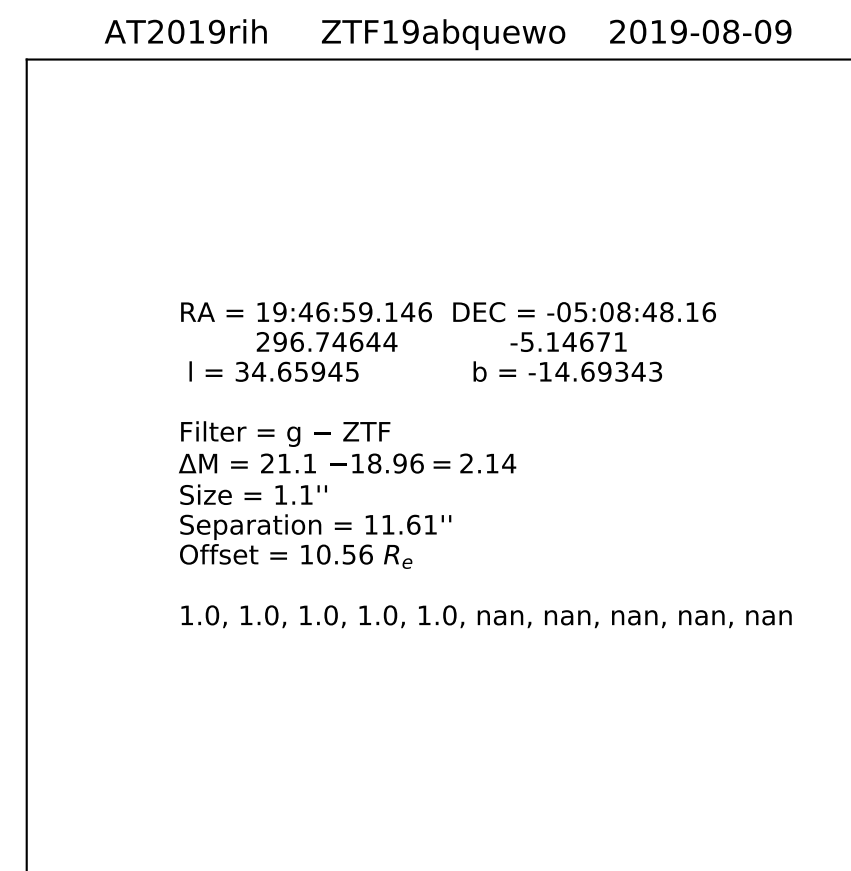 AT2019rih ZTF19abquewo 2019-08-09
RA = 19:46:59.146 DEC = -05:08:48.16
296.74644 -5.14671
l = 34.65945 b = -14.69343
Filter = g − ZTF
ΔM = 21.1 −18.96 = 2.14
Size = 1.1''
Separation = 11.61''
Offset = 10.56 Rₑ
1.0, 1.0, 1.0, 1.0, 1.0, nan, nan, nan, nan, nan